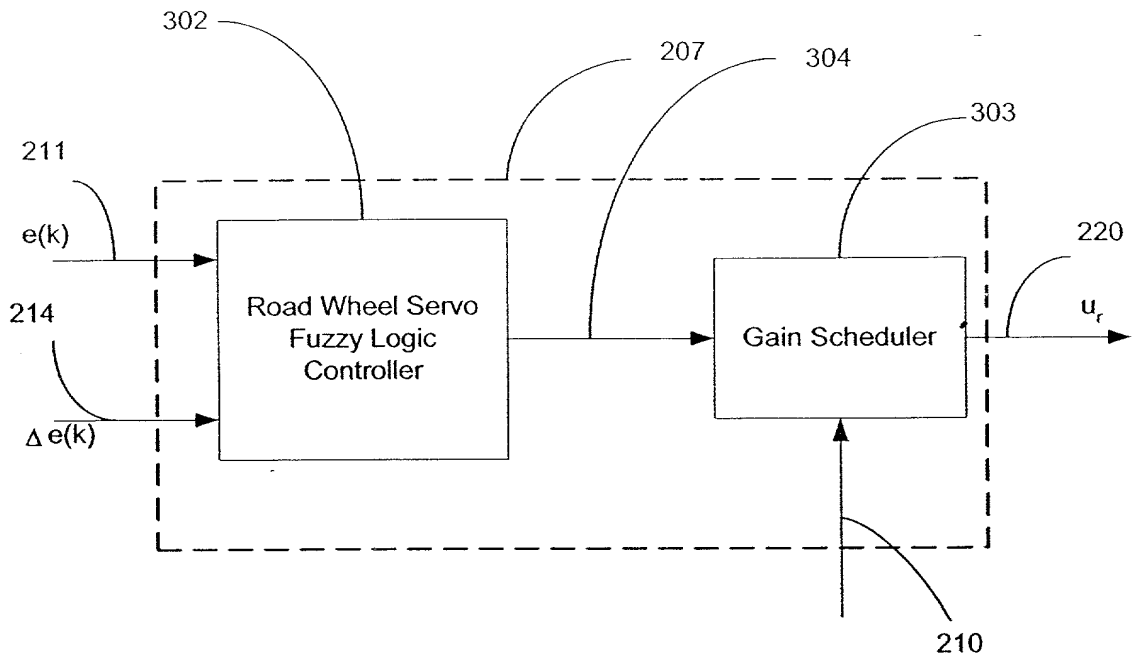 302
207
304
303
211
e(k)
220
214
Road Wheel Servo
Fuzzy Logic
Controller
Gain Scheduler
u_r
Δ e(k)
210